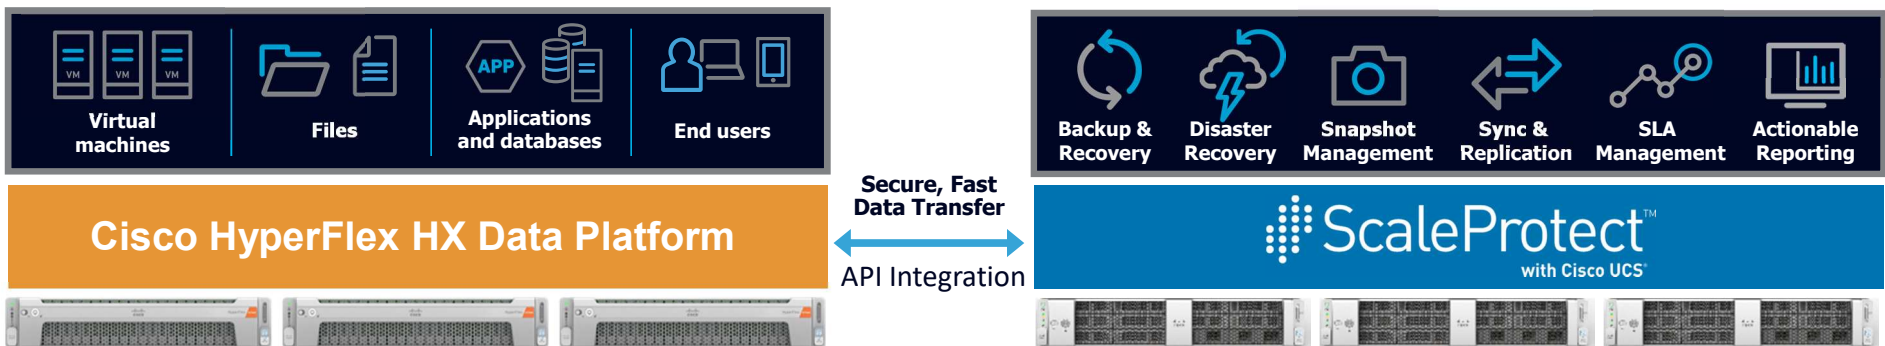 VM VM VM
Virtual
machines
Files
APP
Applications
and databases
End users
Backup &
Recovery
Disaster
Recovery
Snapshot
Management
Sync &
Replication
SLA
Management
Actionable
Reporting
Cisco HyperFlex HX Data Platform
Secure, Fast
Data Transfer
API Integration
ScaleProtect™
with Cisco UCS®